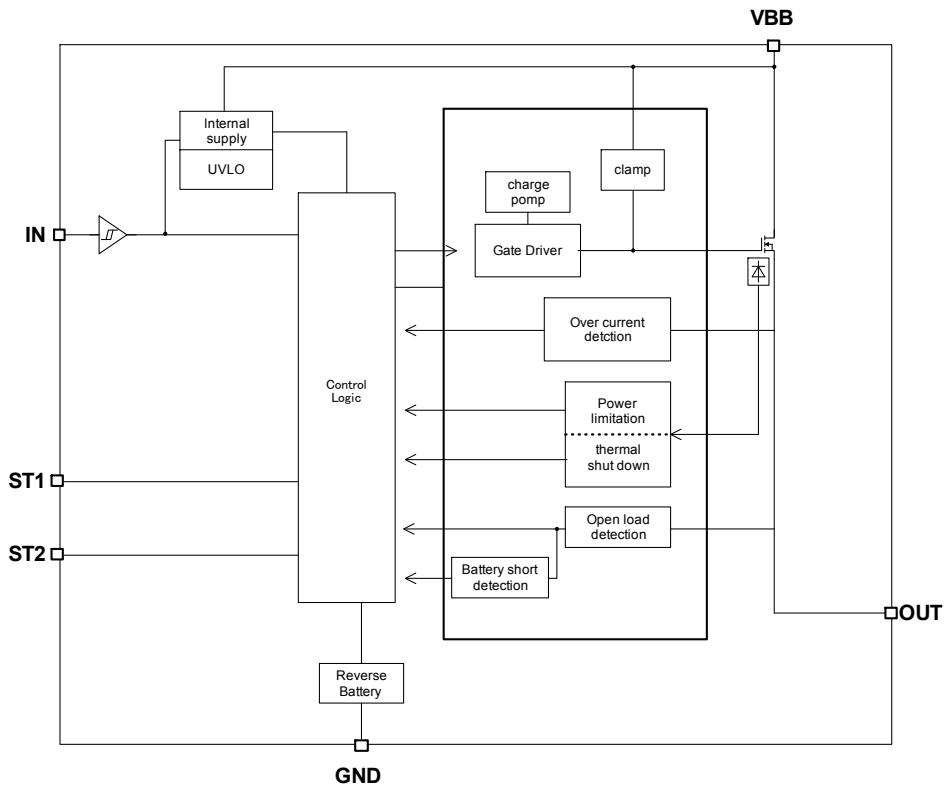 VBB
Internal
supply
UVLO
clamp
charge
pomp
IN
Gate Driver
Over current
detction
Control
Logic
Power
limitation
thermal
shut down
ST1
Open load
detection
ST2
Battery short
detection
OUT
Reverse
Battery
GND